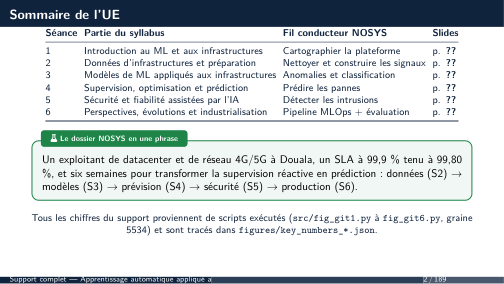 Sommaire de l'UE
Séance Partie du syllabus Fil conducteur NOSYS Slides
1 Introduction au ML et aux infrastructures Cartographier la plateforme p. ??
2 Données d'infrastructures et préparation Nettoyer et construire les signaux p. ??
3 Modèles de ML appliqués aux infrastructures Anomalies et classification p. ??
4 Supervision, optimisation et prédiction Prédire les pannes p. ??
5 Sécurité et fiabilité assistées par l'IA Détecter les intrusions p. ??
6 Perspectives, évolutions et industrialisation Pipeline MLOps + évaluation p. ??
Le dossier NOSYS en une phrase
Un exploitant de datacenter et de réseau 4G/5G à Douala, un SLA à 99,9 % tenu à 99,80
%, et six semaines pour transformer la supervision réactive en prédiction : données (S2) →
modèles (S3) → prévision (S4) → sécurité (S5) → production (S6).
Tous les chiffres du support proviennent de scripts exécutés (src/fig_git1.py à fig_git6.py, graine
5534) et sont tracés dans figures/key_numbers_*.json.
Support complet — Apprentissage automatique appliqué a
2 / 189